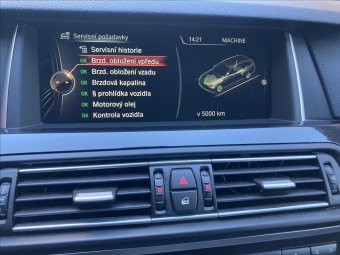 Servisní požadavky
14:21
MACHINE
Servisní historie
OK Brzd. obložení vpředu
OK Brzd. obložení vzadu
OK Brzdová kapalina
OK § prohlídka vozidla
OK Motorový olej
OK Kontrola vozidla
v 5000 km